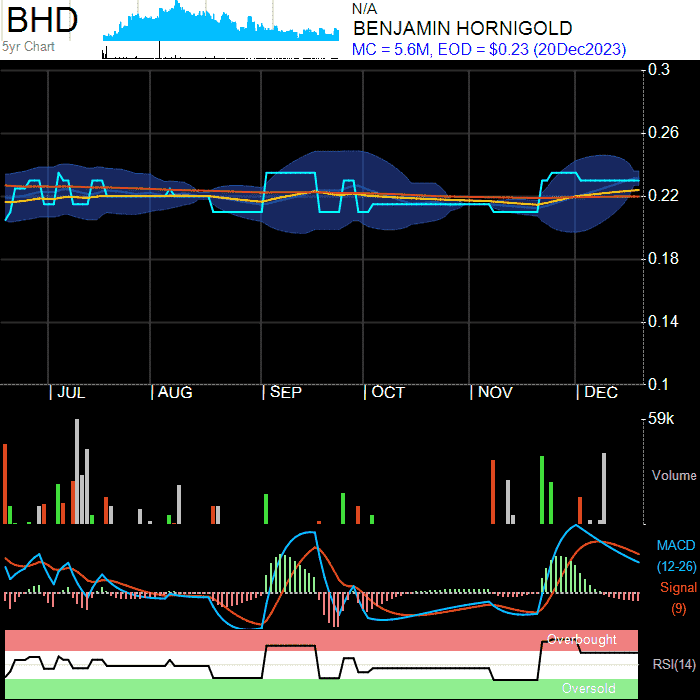 BHD
5yr Chart
N/A
BENJAMIN HORNIGOLD
MC = 5.6M, EOD = $0.23 (20Dec2023)
0.3
0.26
0.22
0.18
0.14
0.1
| JUL | AUG | SEP | OCT | NOV | DEC
59k
Volume
MACD
(12-26)
Signal
(9)
Overbought
RSI(14)
Oversold